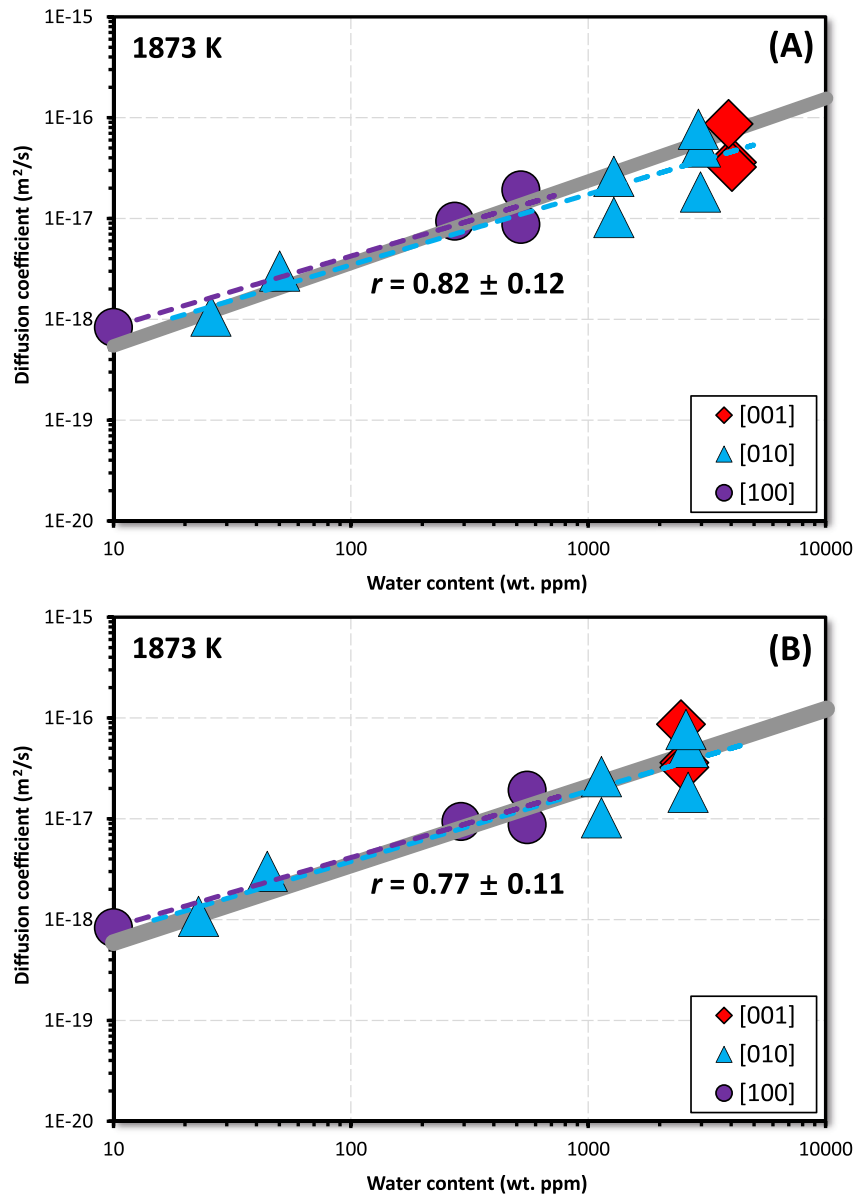 1873 K
(A)
1E-15
1E-16
1E-17
1E-18
1E-19
1E-20
Diffusion coefficient (m²/s)
r = 0.82 ± 0.12
[001]
[010]
[100]
10
100
1000
10000
Water content (wt. ppm)
1873 K
(B)
1E-15
1E-16
1E-17
1E-18
1E-19
1E-20
Diffusion coefficient (m²/s)
r = 0.77 ± 0.11
[001]
[010]
[100]
10
100
1000
10000
Water content (wt. ppm)